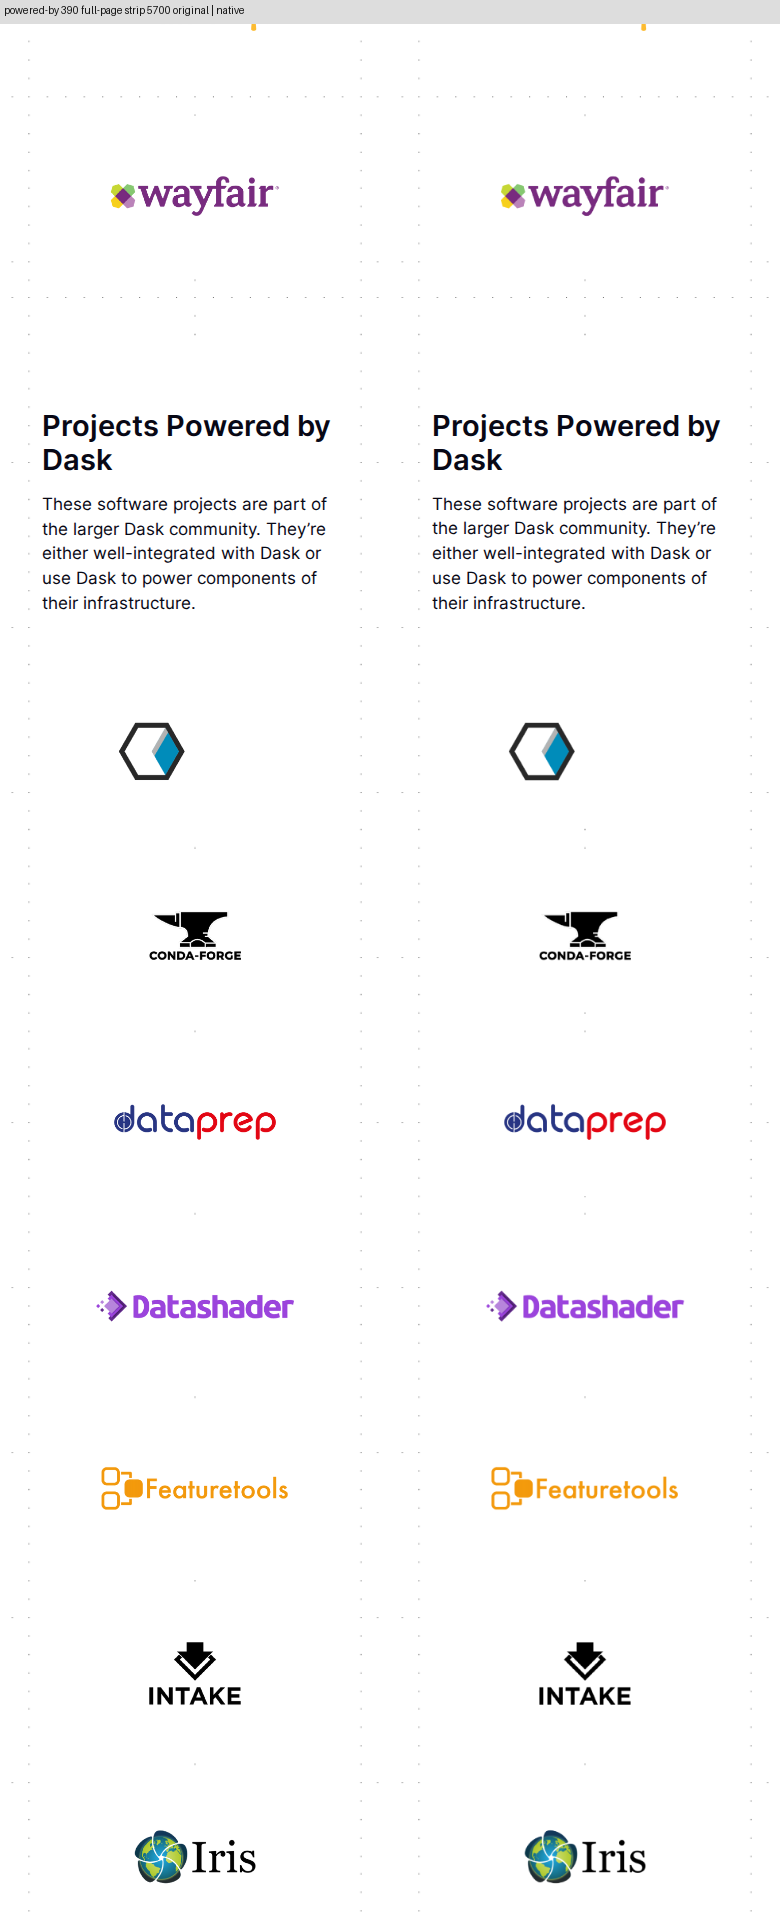 powered-by 390 full-page strip 5700 original | native
wayfair
wayfair
Projects Powered by
Dask
These software projects are part of
the larger Dask community. They’re
either well-integrated with Dask or
use Dask to power components of
their infrastructure.
Projects Powered by
Dask
These software projects are part of
the larger Dask community. They’re
either well-integrated with Dask or
use Dask to power components of
their infrastructure.
CONDA-FORGE
CONDA-FORGE
dataprep
dataprep
Datashader
Datashader
Featuretools
Featuretools
INTAKE
INTAKE
Iris
Iris